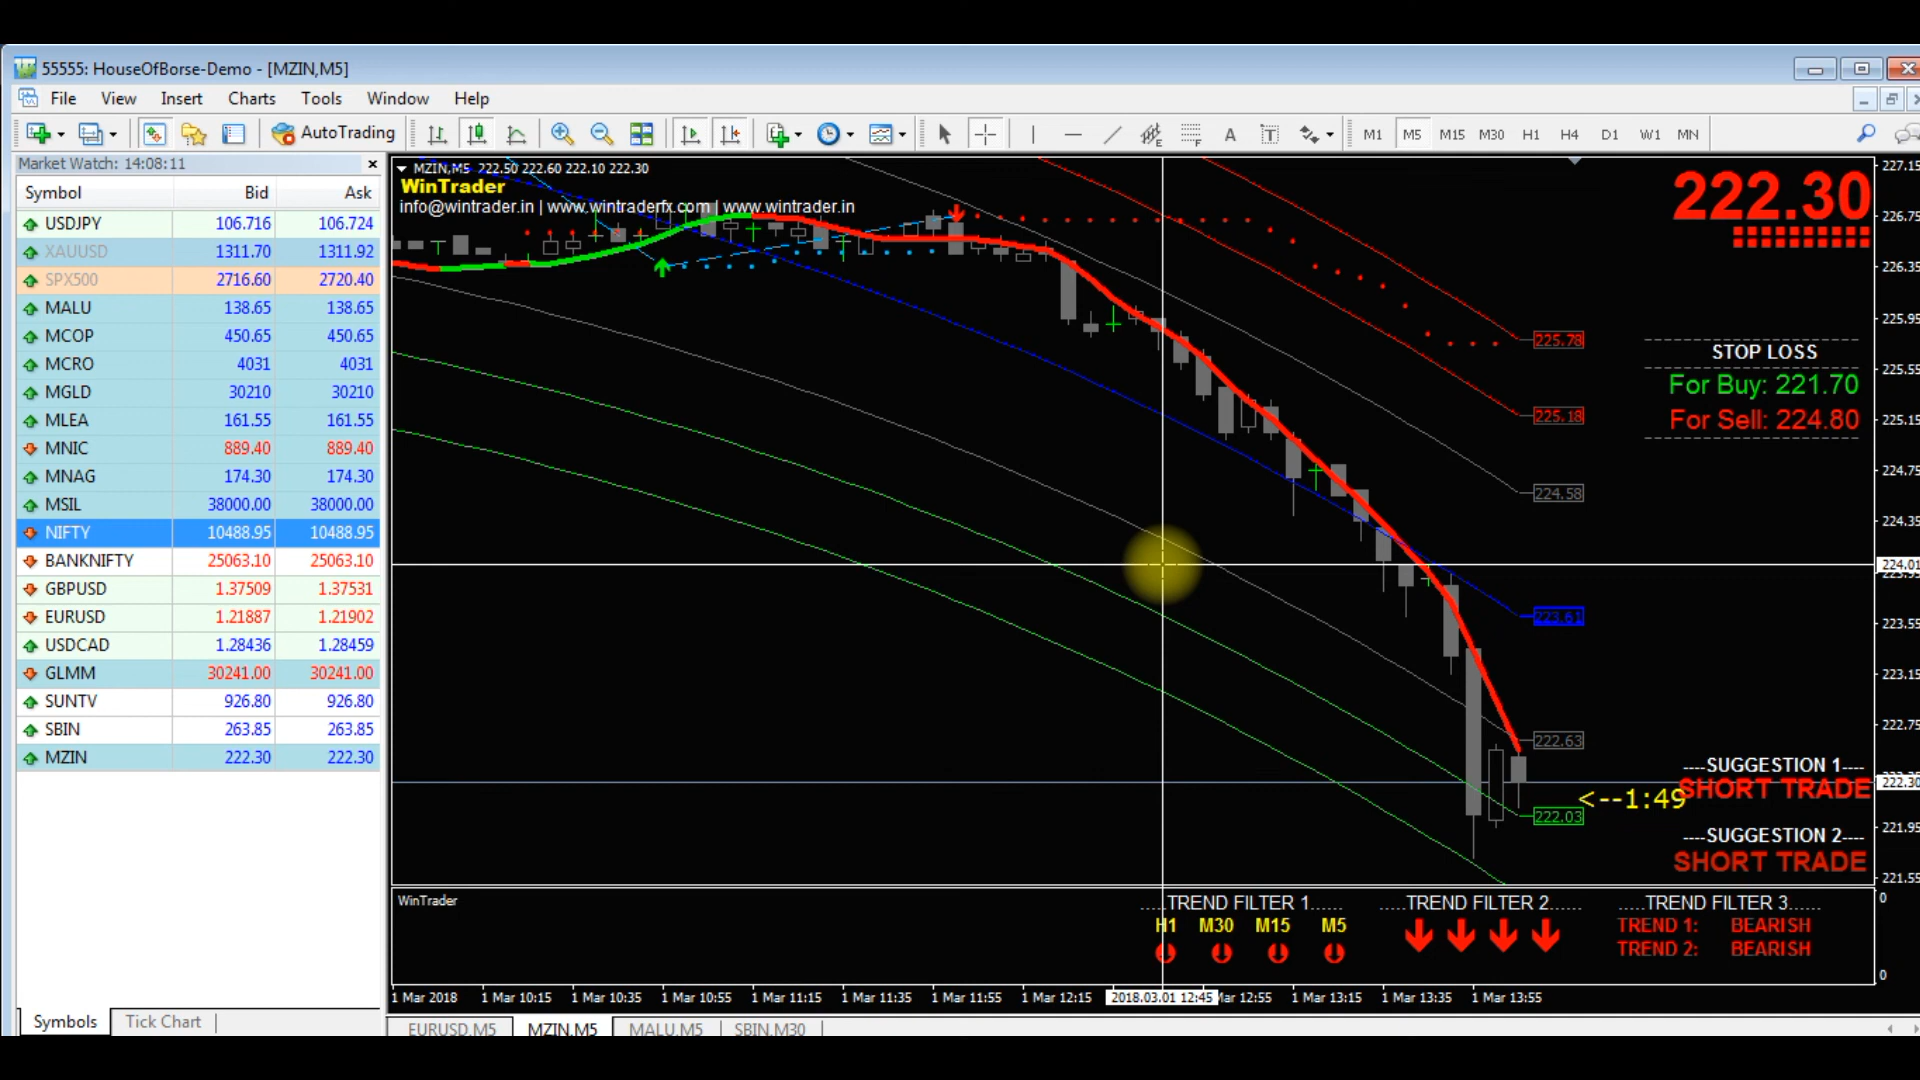 55555: HouseOfBorse-Demo - [MZIN,M5]
File View Insert Charts Tools Window Help
AutoTrading M1 M5 M15 M30 H1 H4 D1 W1 MN
Market Watch: 14:08:11
Symbol Bid Ask
USDJPY 106.716 106.724
XAUUSD 1311.70 1311.92
SPX500 2716.60 2720.40
MALU 138.65 138.65
MCOP 450.65 450.65
MCRO 4031 4031
MGLD 30210 30210
MLEA 161.55 161.55
MNIC 889.40 889.40
MNAG 174.30 174.30
MSIL 38000.00 38000.00
NIFTY 10488.95 10488.95
BANKNIFTY 25063.10 25063.10
GBPUSD 1.37509 1.37531
EURUSD 1.21887 1.21902
USDCAD 1.28436 1.28459
GLMM 30241.00 30241.00
SUNTV 926.80 926.80
SBIN 263.85 263.85
MZIN 222.30 222.30
Symbols Tick Chart
MZIN,M5 222.50 222.60 222.10 222.30
WinTrader
info@wintrader.in | www.wintraderfx.com | www.wintrader.in
222.30
STOP LOSS
For Buy: 221.70
For Sell: 224.80
225.78
225.18
224.58
223.61
222.63
222.03
<--1:49
----SUGGESTION 1----
SHORT TRADE
----SUGGESTION 2----
SHORT TRADE
227.15
226.75
226.35
225.95
225.55
225.15
224.75
224.35
224.01
223.95
223.55
223.15
222.75
222.30
221.95
221.55
WinTrader
.....TREND FILTER 1......
H1 M30 M15 M5
.....TREND FILTER 2......
.....TREND FILTER 3......
TREND 1: BEARISH
TREND 2: BEARISH
0
0
1 Mar 2018 1 Mar 10:15 1 Mar 10:35 1 Mar 10:55 1 Mar 11:15 1 Mar 11:35 1 Mar 11:55 1 Mar 12:15 2018.03.01 12:45 Mar 12:55 1 Mar 13:15 1 Mar 13:35 1 Mar 13:55
EURUSD,M5 MZIN,M5 MALU,M5 SBIN,M30